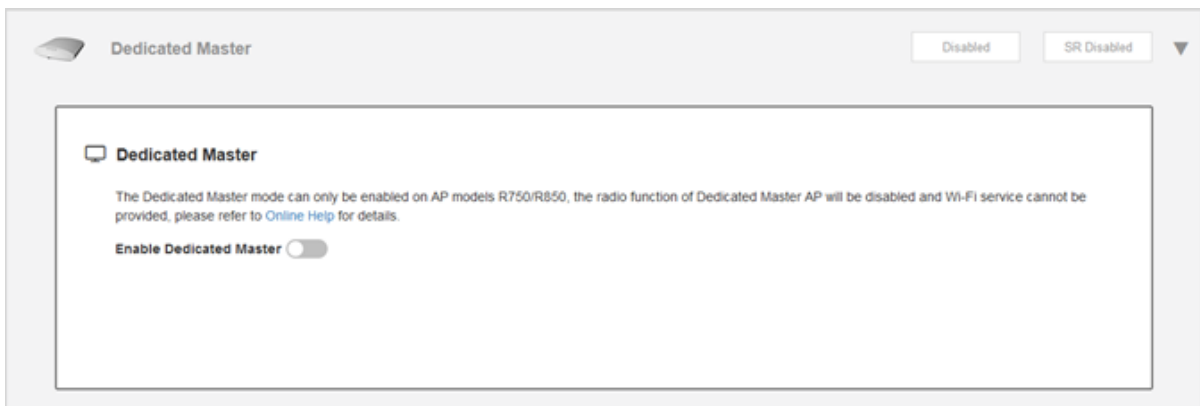 Dedicated Master
Disabled
SR Disabled
Dedicated Master
The Dedicated Master mode can only be enabled on AP models R750/R850, the radio function of Dedicated Master AP will be disabled and Wi-Fi service cannot be
provided, please refer to Online Help for details.
Enable Dedicated Master